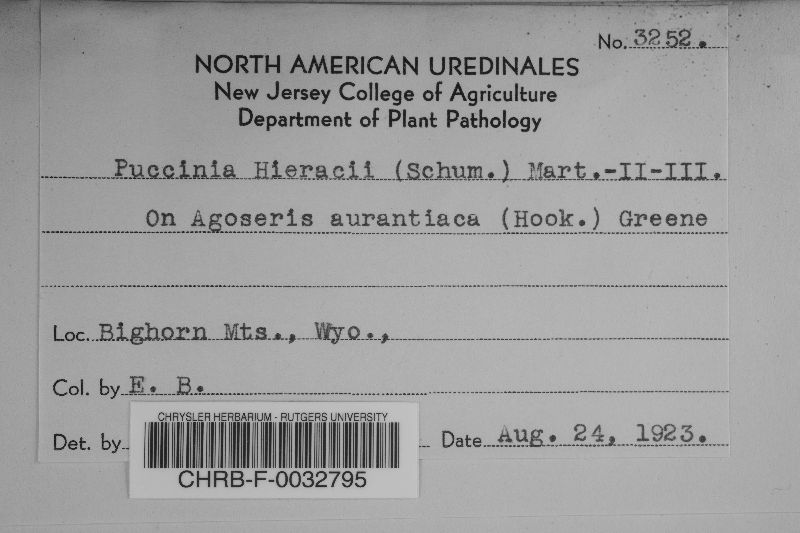 No. 3252.
NORTH AMERICAN UREDINALES
New Jersey College of Agriculture
Department of Plant Pathology
Puccinia Hieracii (Schum.) Mart.-II-III.
On Agoseris aurantiaca (Hook.) Greene
Loc. Bighorn Mts., Wyo.,
Col. by E. B.
Det. by
Date Aug. 24, 1923.
CHRYSLER HERBARIUM - RUTGERS UNIVERSITY
CHRB-F-0032795